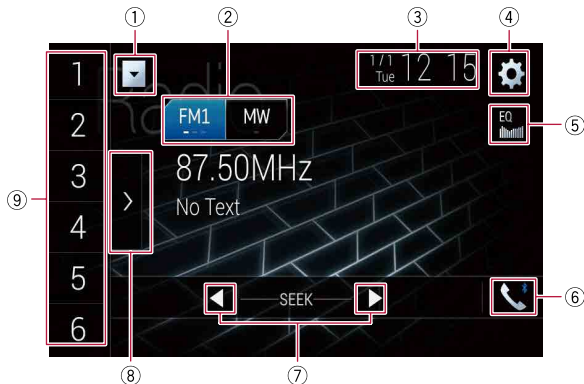 ① ② ③ ④
1/1
Tue 12 15
Radio
FM1 MW
EQ
⑤
87.50MHz
No Text
1
2
3
4
5
6
⑨
SEEK
⑥
⑧ ⑦